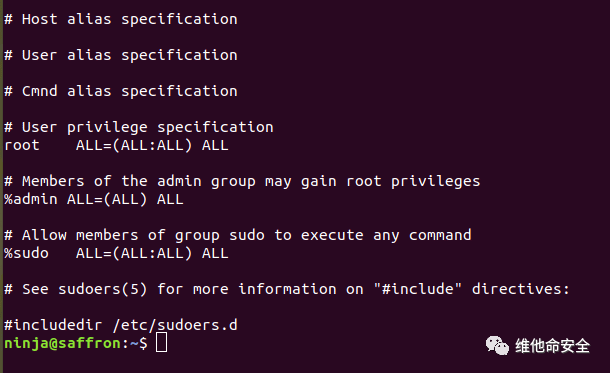 # Host alias specification
# User alias specification
# Cmnd alias specification
# User privilege specification
root    ALL=(ALL:ALL) ALL
# Members of the admin group may gain root privileges
%admin ALL=(ALL) ALL
# Allow members of group sudo to execute any command
%sudo   ALL=(ALL:ALL) ALL
# See sudoers(5) for more information on "#include" directives:
#includedir /etc/sudoers.d
ninja@saffron:~$
维他命安全